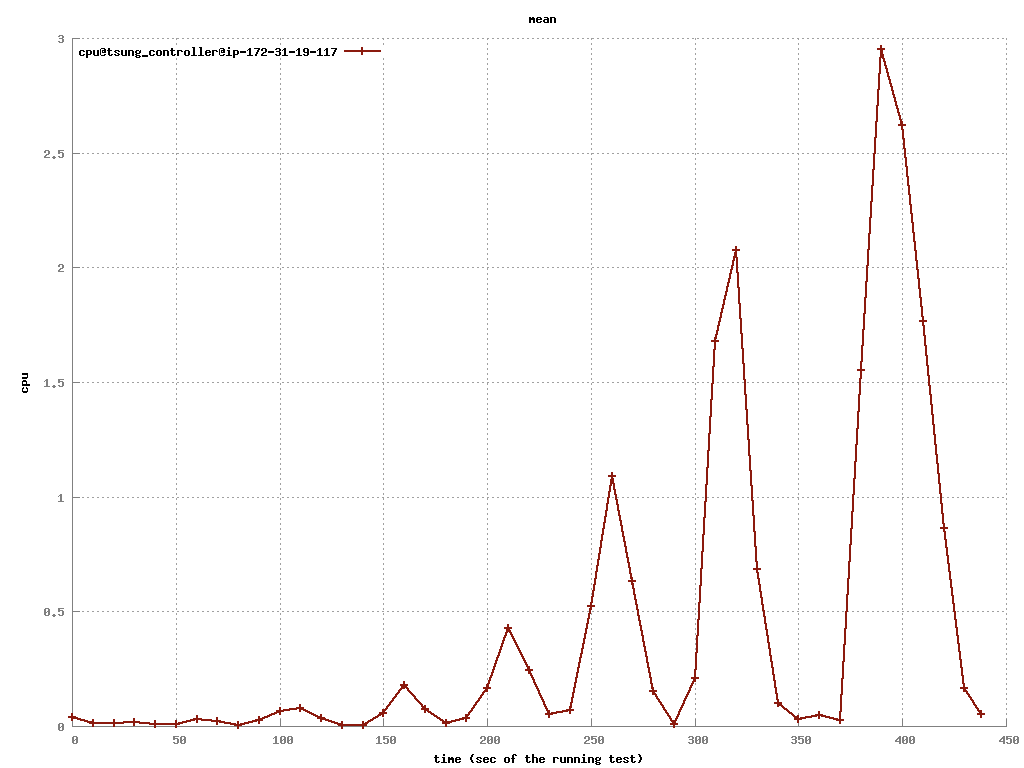 mean
cpu@tsung_controller@ip-172-31-19-117
3
2.5
2
1.5
1
0.5
0
cpu
0 50 100 150 200 250 300 350 400 450
time (sec of the running test)